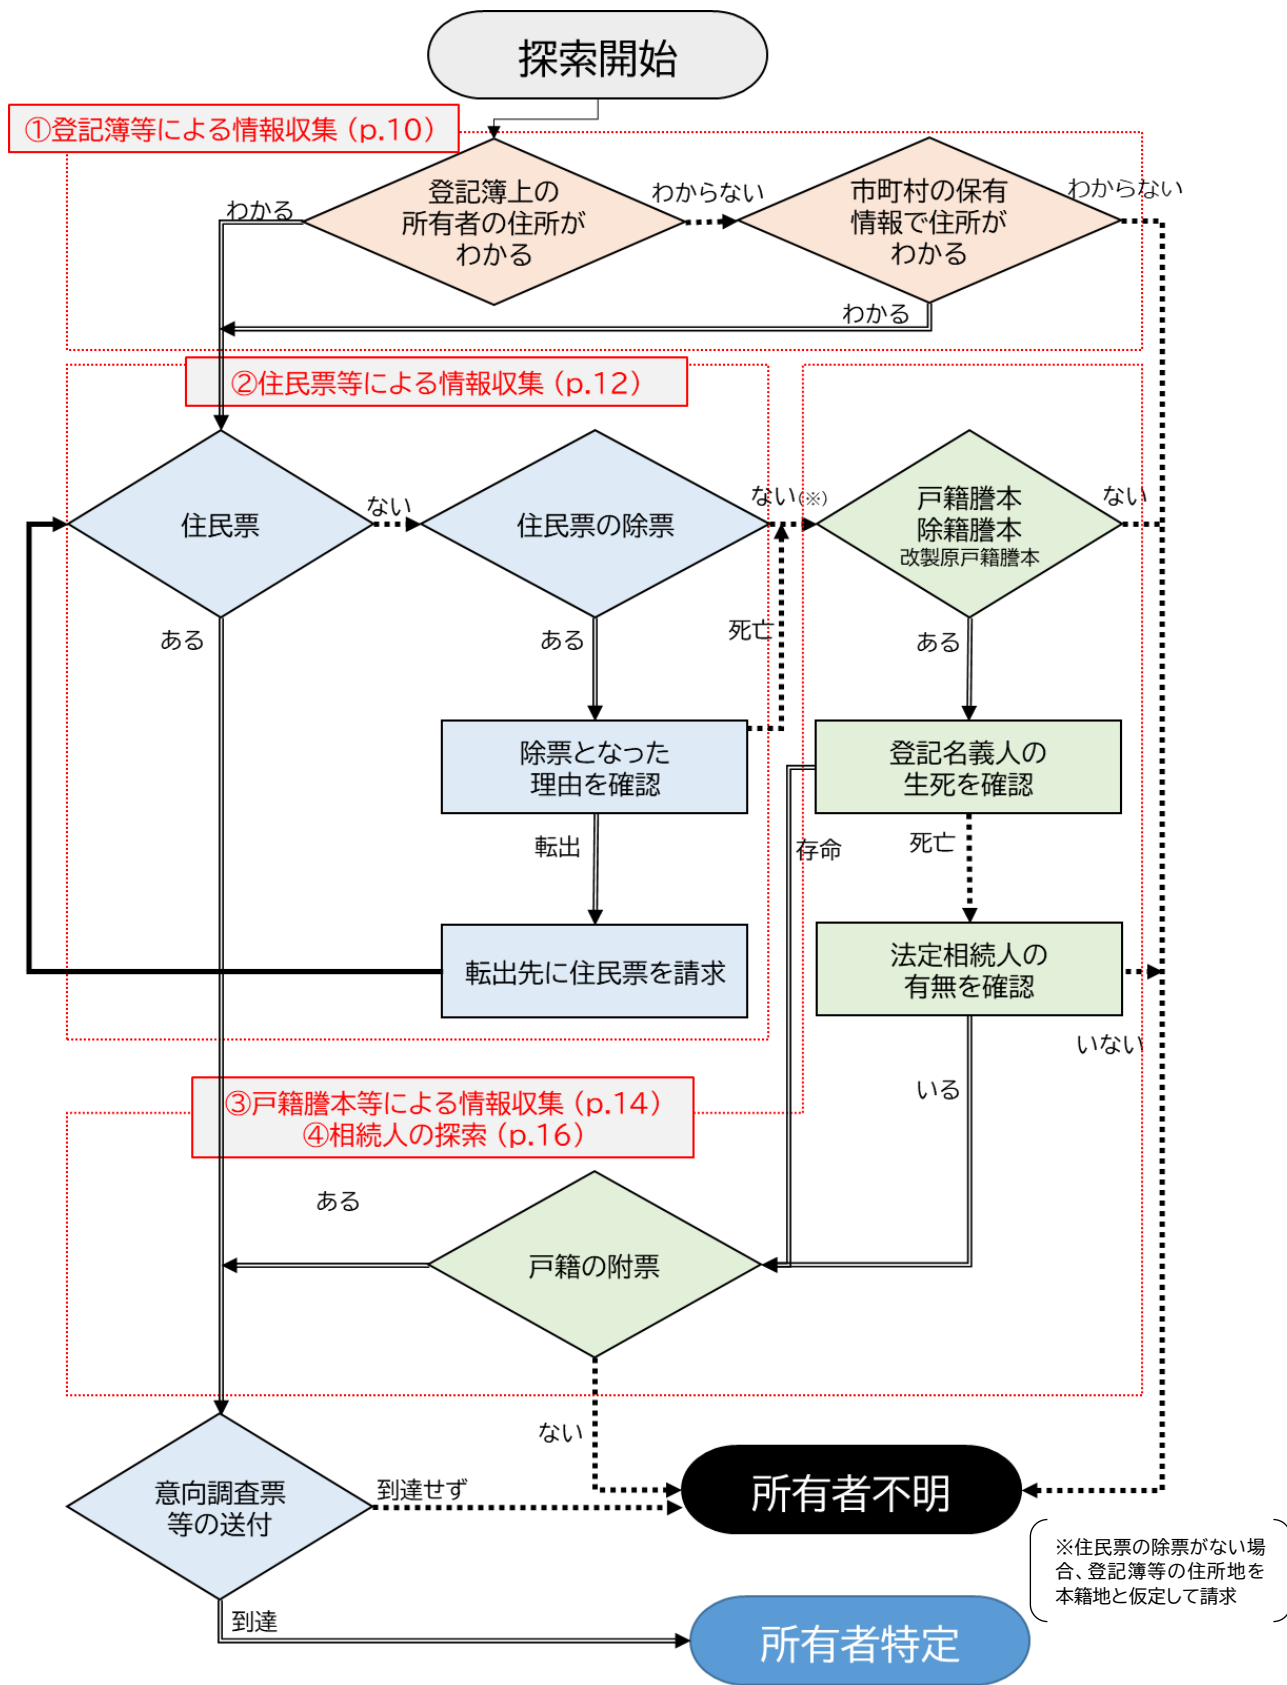 探索開始
①登記簿等による情報収集（p.10）
登記簿上の
所有者の住所が
わかる
わからない
市町村の保有
情報で住所が
わかる
わからない
わかる
わかる
②住民票等による情報収集（p.12）
住民票
ない
住民票の除票
ない(※)
戸籍謄本
除籍謄本
改製原戸籍謄本
ない
ある
ある
死亡
ある
除票となった
理由を確認
登記名義人の
生死を確認
転出
存命
死亡
転出先に住民票を請求
法定相続人の
有無を確認
いない
いる
③戸籍謄本等による情報収集（p.14）
④相続人の探索（p.16）
ある
戸籍の附票
ない
意向調査票
等の送付
到達せず
所有者不明
※住民票の除票がない場
合、登記簿等の住所地を
本籍地と仮定して請求
到達
所有者特定